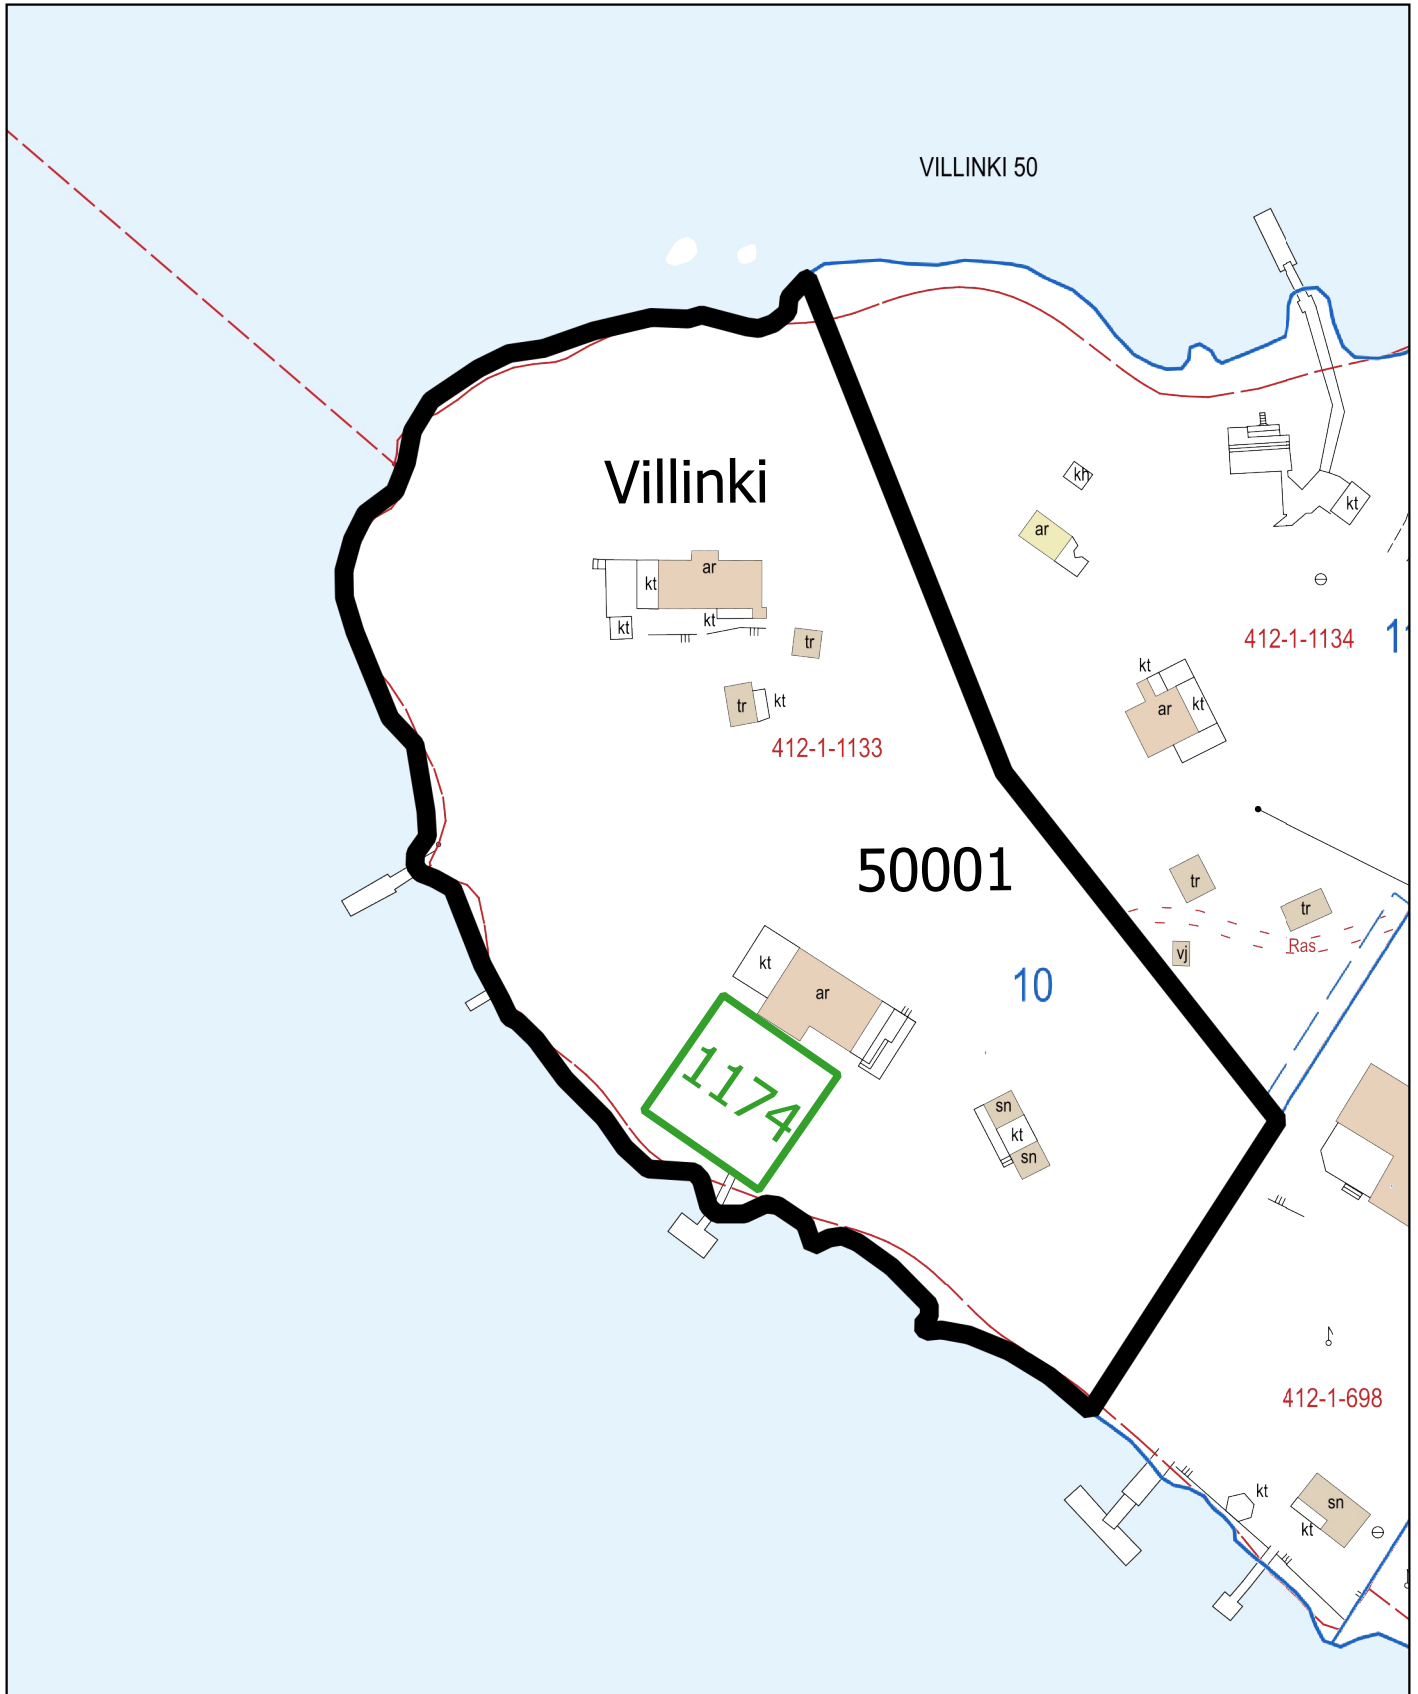 VILLINKI 50
Villinki
kh
ar
kt
ar
kt
kt
kt
tr
412-1-1134
11
kt
ar
kt
tr
kt
412-1-1133
50001
tr
tr
Ras
vj
kt
ar
10
1174
sn
kt
sn
412-1-698
kt
sn
kt